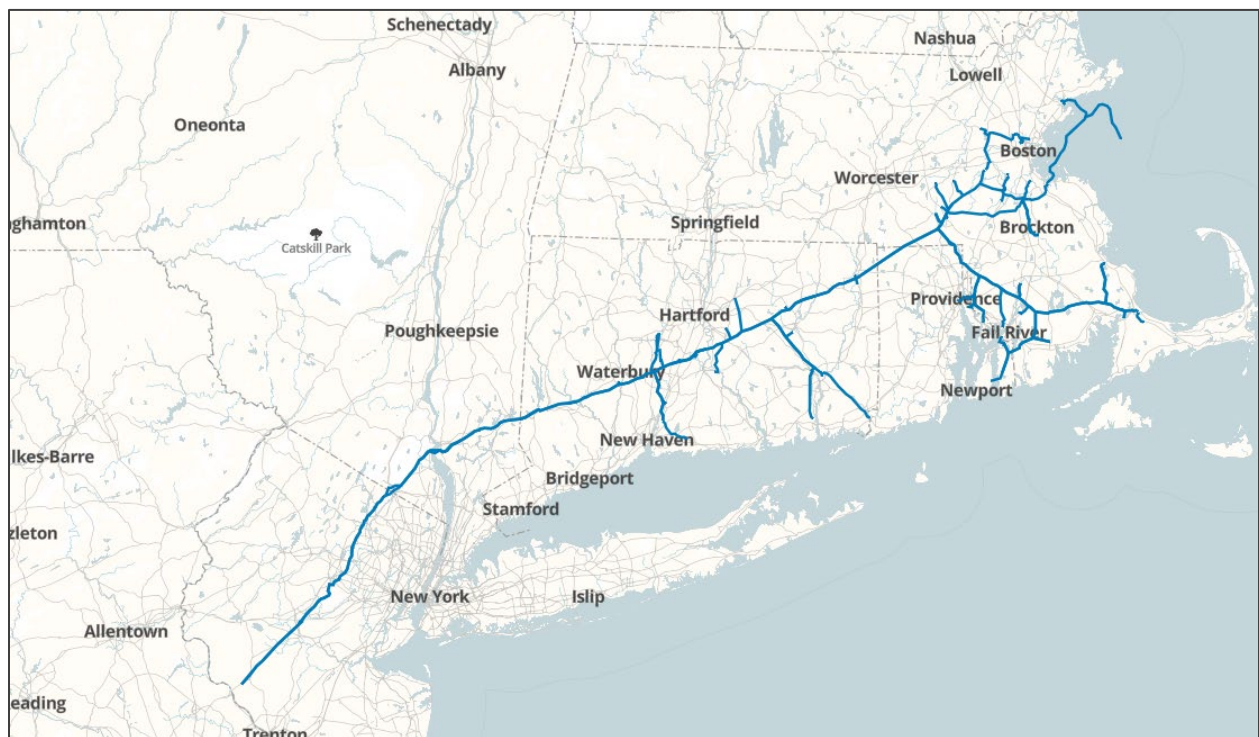 Schenectady
Nashua
Albany
Lowell
Oneonta
Boston
Worcester
ghamton
Springfield
Brockton
Catskill Park
Providence
Hartford
Poughkeepsie
Fall River
Waterbury
Newport
New Haven
lkes-Barre
Bridgeport
Stamford
zleton
New York
Islip
Allentown
eading
Trenton